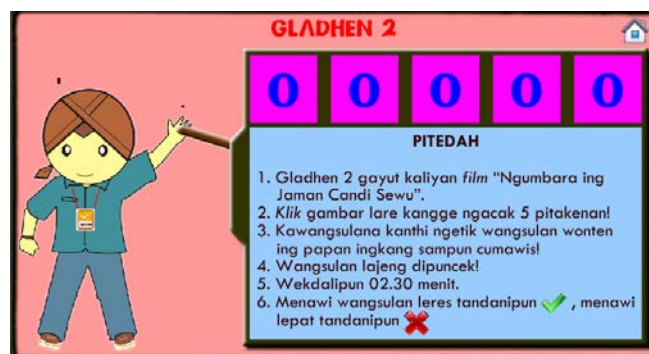 GLADHEN 2
0 0 0 0 0
PITEDAH
1. Gladhen 2 gayut kaliyan film “Ngumbara ing
Jaman Candi Sewu”.
2. Klik gambar lare kangge ngacak 5 pitakenan!
3. Kawangsulana kanthi ngetik wangsulan wonten
ing papan ingkang sampun cumawis!
4. Wangsulan lajeng dipuncek!
5. Wekdalipun 02.30 menit.
6. Menawi wangsulan leres tandanipun , menawi
lepat tandanipun